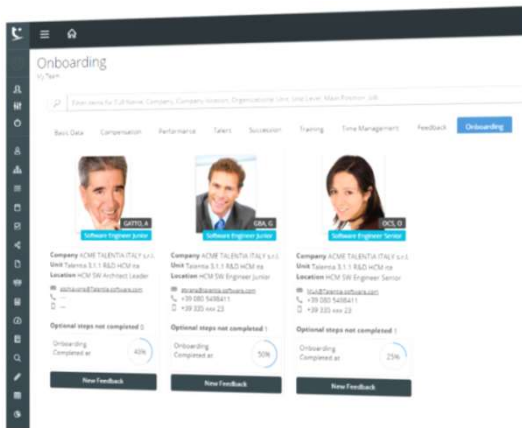 Onboarding
My Team
Basic Data Compensation Performance Talent Succession Training Time Management Feedback Onboarding
GATTO, A
Software Engineer Junior
Company ACME TALENTIA ITALY s.r.l.
Unit Talentia 3.1.1 R&D HCM
Location HCM SW Architect Leader
Optional steps not completed 0
Onboarding
Completed at
40%
New Feedback
GBA, G
Software Engineer Junior
Company ACME TALENTIA ITALY s.r.l.
Unit Talentia 3.1.1 R&D HCM
Location HCM SW Engineer Junior
+39 080 5498411
+39 335 xxx 23
Optional steps not completed 1
Onboarding
Completed at
50%
New Feedback
Software Engineer Senior
Company ACME TALENTIA ITALY s.r.l.
Unit Talentia 3.1.1 R&D HCM
Location HCM SW Engineer Senior
+39 080 5498411
+39 335 xxx 23
Optional steps not completed 1
Onboarding
Completed at
25%
New Feedback